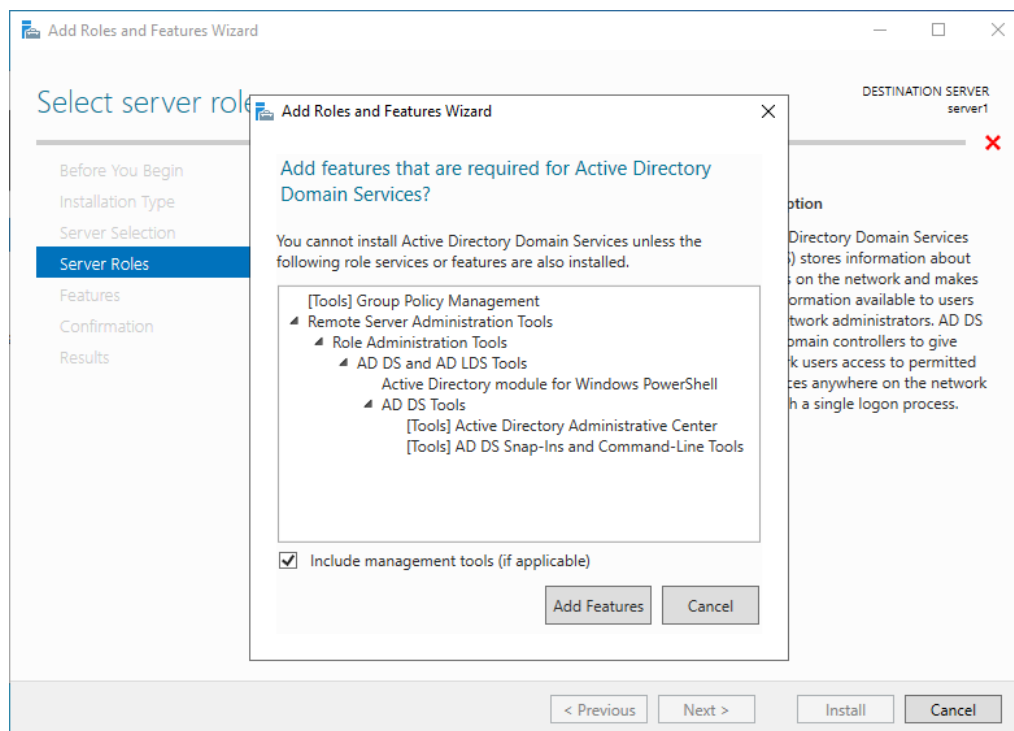 Add Roles and Features Wizard
Select server role
DESTINATION SERVER
server1
Before You Begin
Installation Type
Server Selection
Server Roles
Features
Confirmation
Results
Add Roles and Features Wizard
Add features that are required for Active Directory
Domain Services?
You cannot install Active Directory Domain Services unless the
following role services or features are also installed.
[Tools] Group Policy Management
Remote Server Administration Tools
Role Administration Tools
AD DS and AD LDS Tools
Active Directory module for Windows PowerShell
AD DS Tools
[Tools] Active Directory Administrative Center
[Tools] AD DS Snap-Ins and Command-Line Tools
Include management tools (if applicable)
Add Features
Cancel
ption
Directory Domain Services
) stores information about
on the network and makes
ormation available to users
twork administrators. AD DS
omain controllers to give
k users access to permitted
ces anywhere on the network
h a single logon process.
< Previous
Next >
Install
Cancel